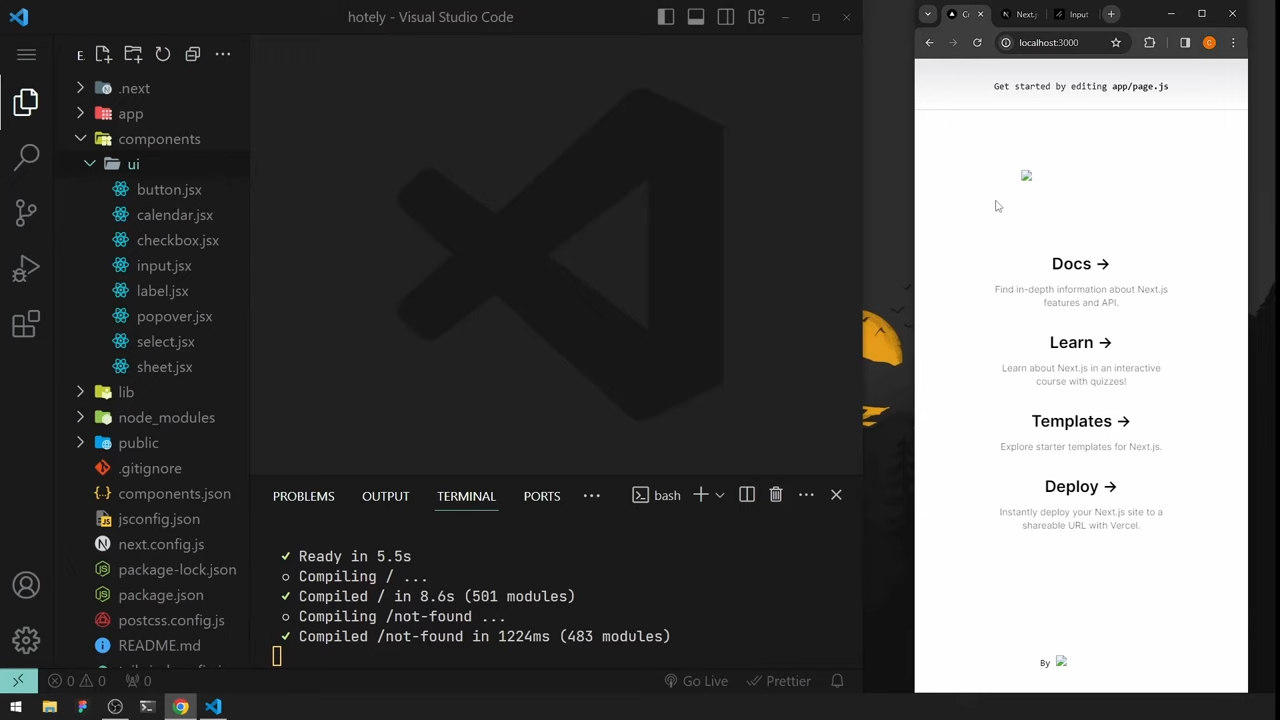 hotely - Visual Studio Code
E
.next
app
components
ui
button.jsx
calendar.jsx
checkbox.jsx
input.jsx
label.jsx
popover.jsx
select.jsx
sheet.jsx
lib
node_modules
public
.gitignore
components.json
jsconfig.json
next.config.js
package-lock.json
package.json
postcss.config.js
README.md
PROBLEMS OUTPUT TERMINAL PORTS
bash
Ready in 5.5s
Compiling / ...
Compiled / in 8.6s (501 modules)
Compiling /not-found ...
Compiled /not-found in 1224ms (483 modules)
0 0 0
Go Live Prettier
Next.j
Input
localhost:3000
C
Get started by editing app/page.js
Docs →
Find in-depth information about Next.js
features and API.
Learn →
Learn about Next.js in an interactive
course with quizzes!
Templates →
Explore starter templates for Next.js.
Deploy →
Instantly deploy your Next.js site to a
shareable URL with Vercel.
By